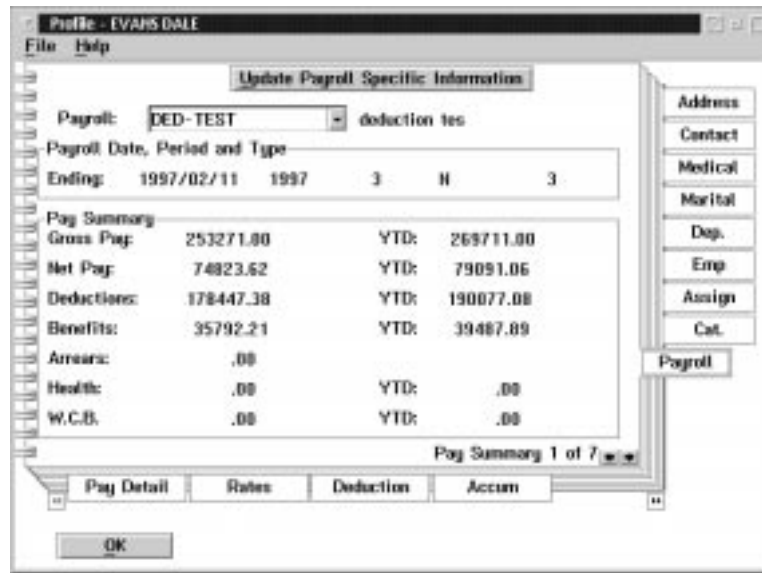 Profile - EVANS DALE
File Help
Update Payroll Specific Information
Payroll: DED-TEST deduction tes
Payroll Date, Period and Type
Ending: 1997/02/11 1997 3 N 3
Pay Summary
Gross Pay: 253271.00 YTD: 269711.00
Net Pay: 74823.62 YTD: 79091.06
Deductions: 178447.38 YTD: 190077.08
Benefits: 35792.21 YTD: 39487.89
Arrears: .00
Health: .00 YTD: .00
W.C.B. .00 YTD: .00
Pay Summary 1 of 7
Address
Contact
Medical
Marital
Dep.
Emp
Assign
Cat.
Payroll
Pay Detail Rates Deduction Accum
OK